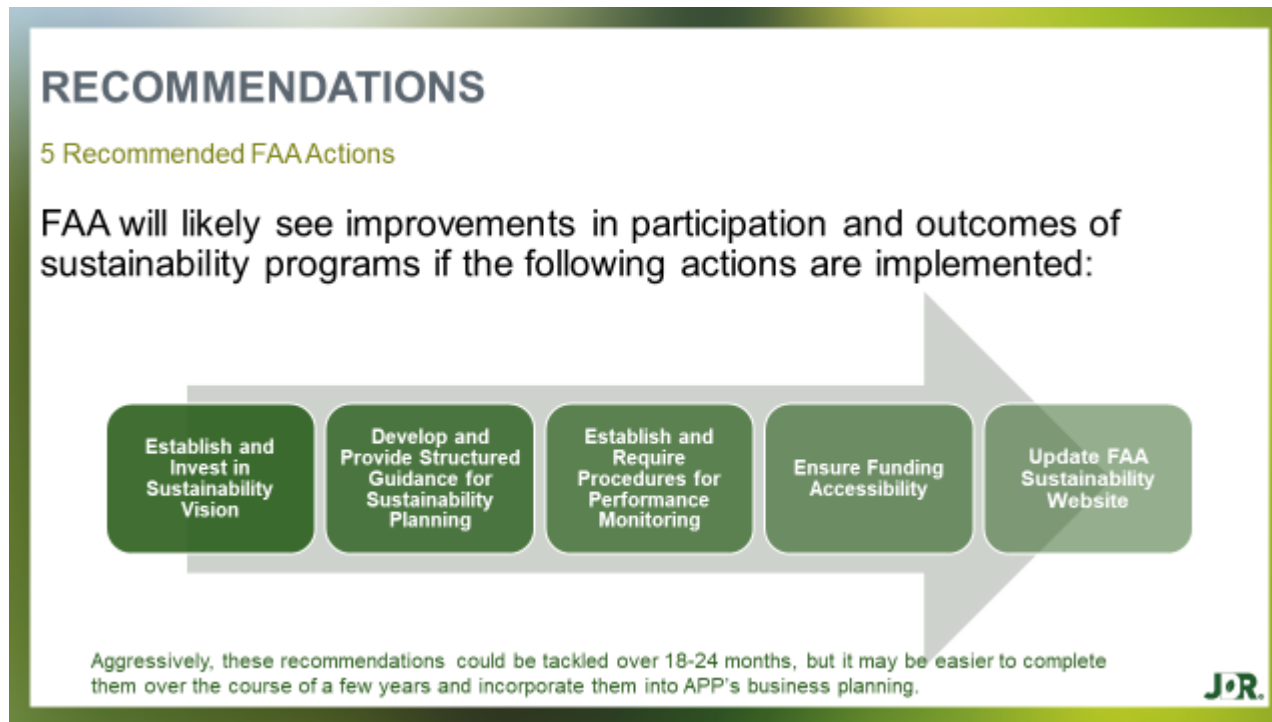 RECOMMENDATIONS
5 Recommended FAA Actions
FAA will likely see improvements in participation and outcomes of
sustainability programs if the following actions are implemented:
Establish and
Invest in
Sustainability
Vision
Develop and
Provide Structured
Guidance for
Sustainability
Planning
Establish and
Require
Procedures for
Performance
Monitoring
Ensure Funding
Accessibility
Update FAA
Sustainability
Website
Aggressively, these recommendations could be tackled over 18-24 months, but it may be easier to complete
them over the course of a few years and incorporate them into APP's business planning.
JDR.